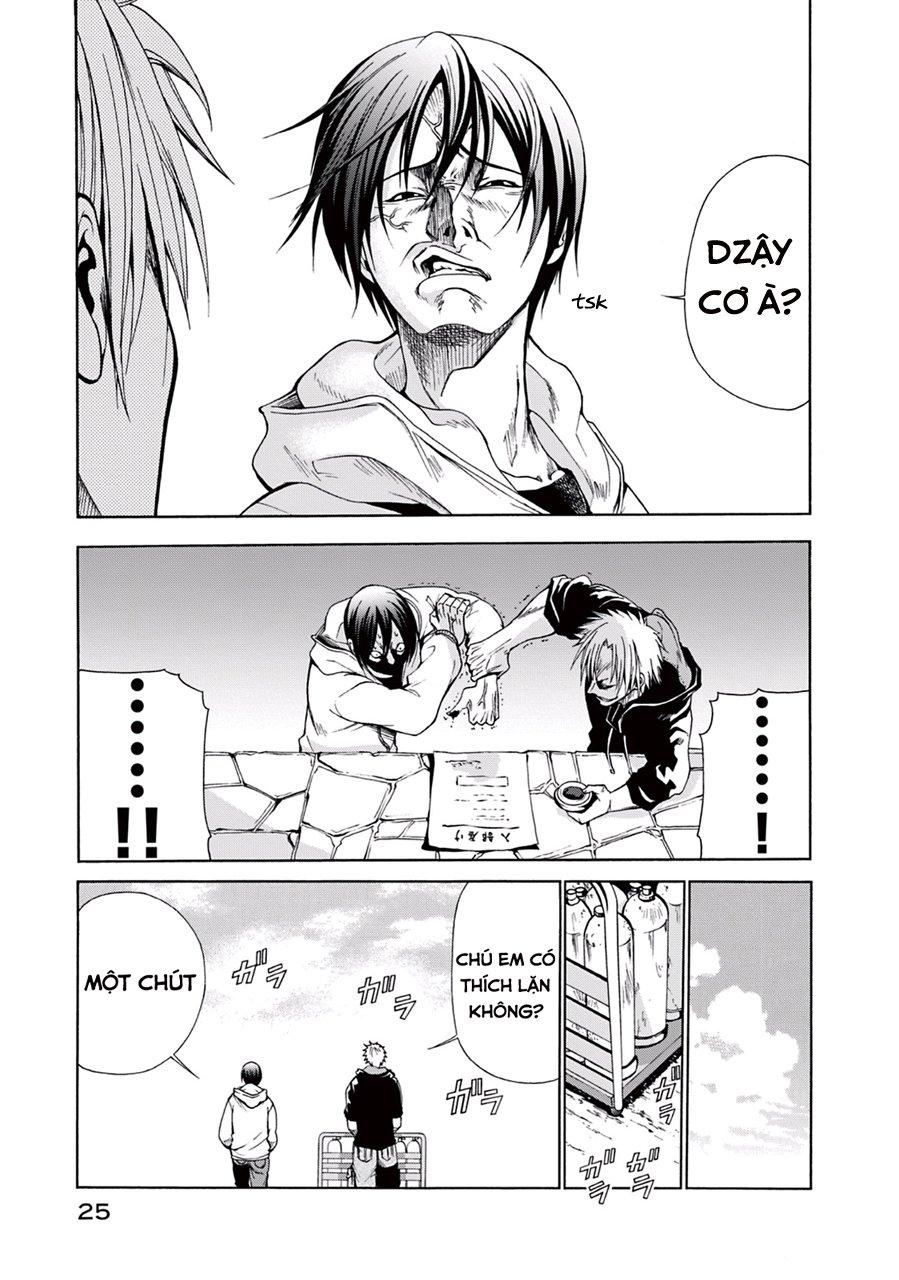 DZẬY
CƠ À?
tsk
......!
入部届け
......!!
CHÚ EM CÓ
THÍCH LẶN
KHÔNG?
MỘT CHÚT
ガラ
ガラ
ガラ
ガラ
ガラ
ガラ
25